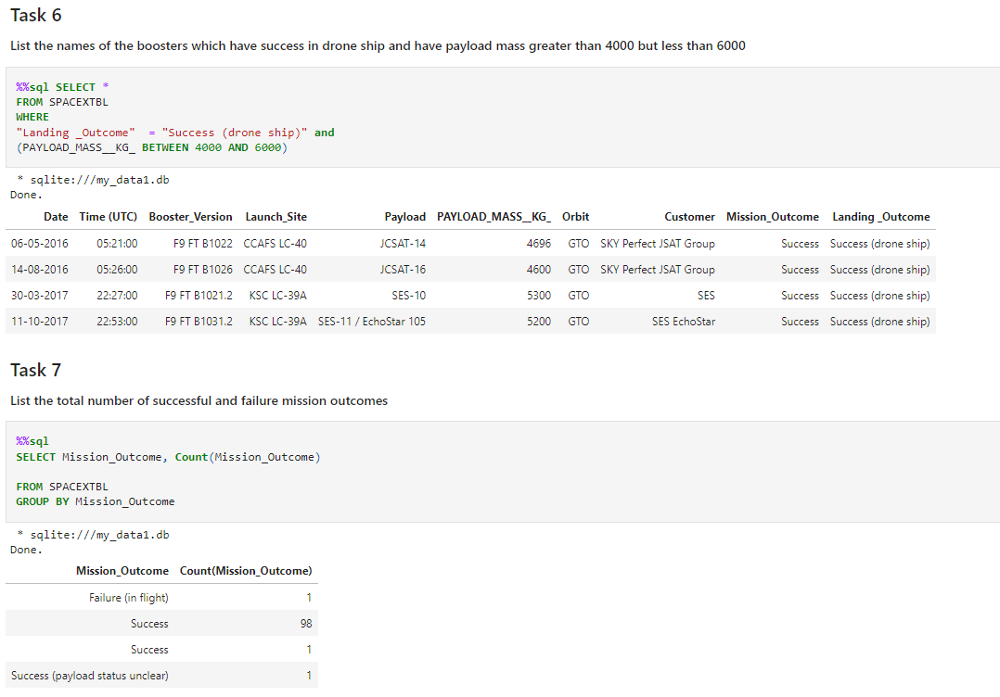 Task 6
List the names of the boosters which have success in drone ship and have payload mass greater than 4000 but less than 6000
%%sql SELECT *
FROM SPACEXTBL
WHERE
"Landing _Outcome"  = "Success (drone ship)" and
(PAYLOAD_MASS__KG_ BETWEEN 4000 AND 6000)
* sqlite:///my_data1.db
Done.
Date Time (UTC) Booster_Version Launch_Site Payload PAYLOAD_MASS__KG_ Orbit Customer Mission_Outcome Landing _Outcome
06-05-2016 05:21:00 F9 FT B1022 CCAFS LC-40 JCSAT-14 4696 GTO SKY Perfect JSAT Group Success Success (drone ship)
14-08-2016 05:26:00 F9 FT B1026 CCAFS LC-40 JCSAT-16 4600 GTO SKY Perfect JSAT Group Success Success (drone ship)
30-03-2017 22:27:00 F9 FT B1021.2 KSC LC-39A SES-10 5300 GTO SES Success Success (drone ship)
11-10-2017 22:53:00 F9 FT B1031.2 KSC LC-39A SES-11 / EchoStar 105 5200 GTO SES EchoStar Success Success (drone ship)
Task 7
List the total number of successful and failure mission outcomes
%%sql
SELECT Mission_Outcome, Count(Mission_Outcome)
FROM SPACEXTBL
GROUP BY Mission_Outcome
* sqlite:///my_data1.db
Done.
Mission_Outcome Count(Mission_Outcome)
Failure (in flight) 1
Success 98
Success 1
Success (payload status unclear) 1